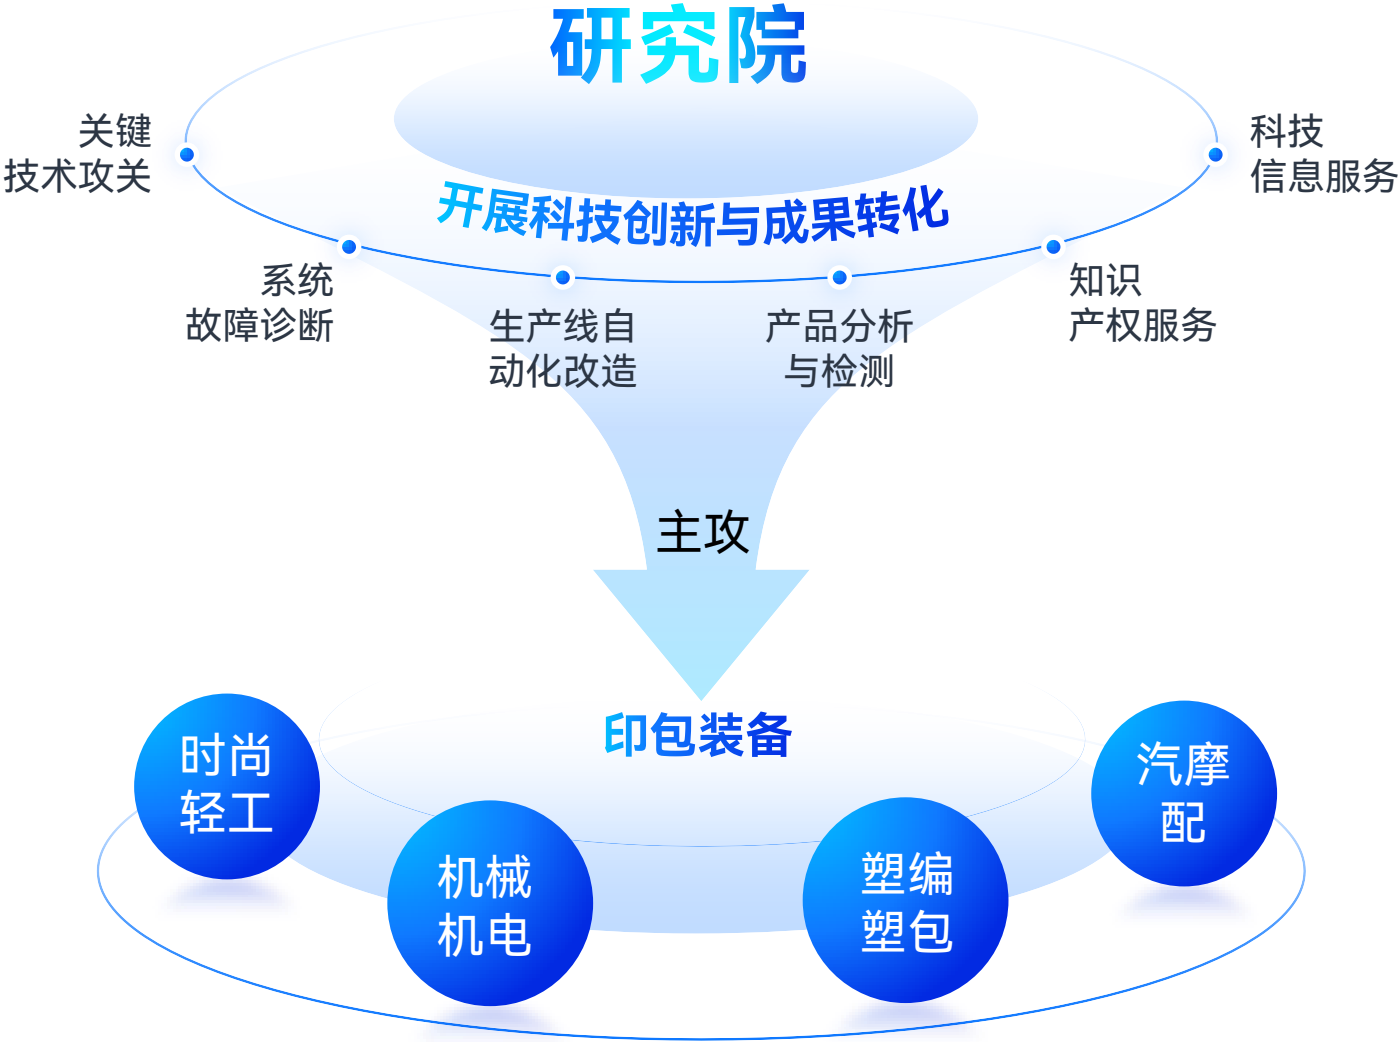 研究院
关键
技术攻关
科技
信息服务
开展科技创新与成果转化
系统
故障诊断
生产线自
动化改造
产品分析
与检测
知识
产权服务
主攻
印包装备
时尚
轻工
机械
机电
塑编
塑包
汽摩
配